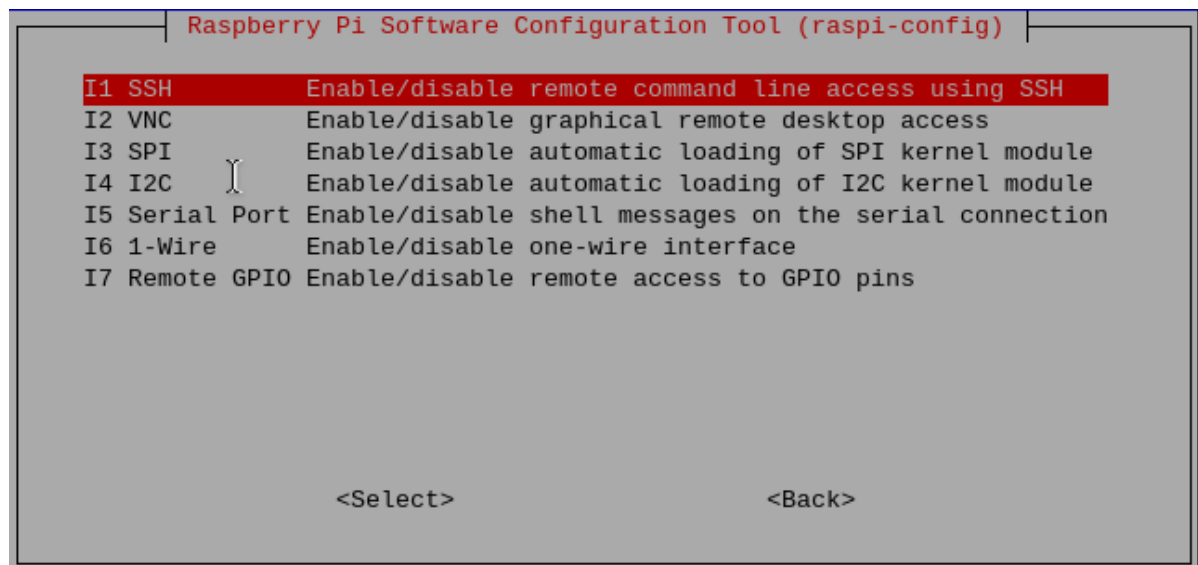 Raspberry Pi Software Configuration Tool (raspi-config)
I1 SSH Enable/disable remote command line access using SSH
I2 VNC Enable/disable graphical remote desktop access
I3 SPI Enable/disable automatic loading of SPI kernel module
I4 I2C Enable/disable automatic loading of I2C kernel module
I5 Serial Port Enable/disable shell messages on the serial connection
I6 1-Wire Enable/disable one-wire interface
I7 Remote GPIO Enable/disable remote access to GPIO pins
<Select> <Back>